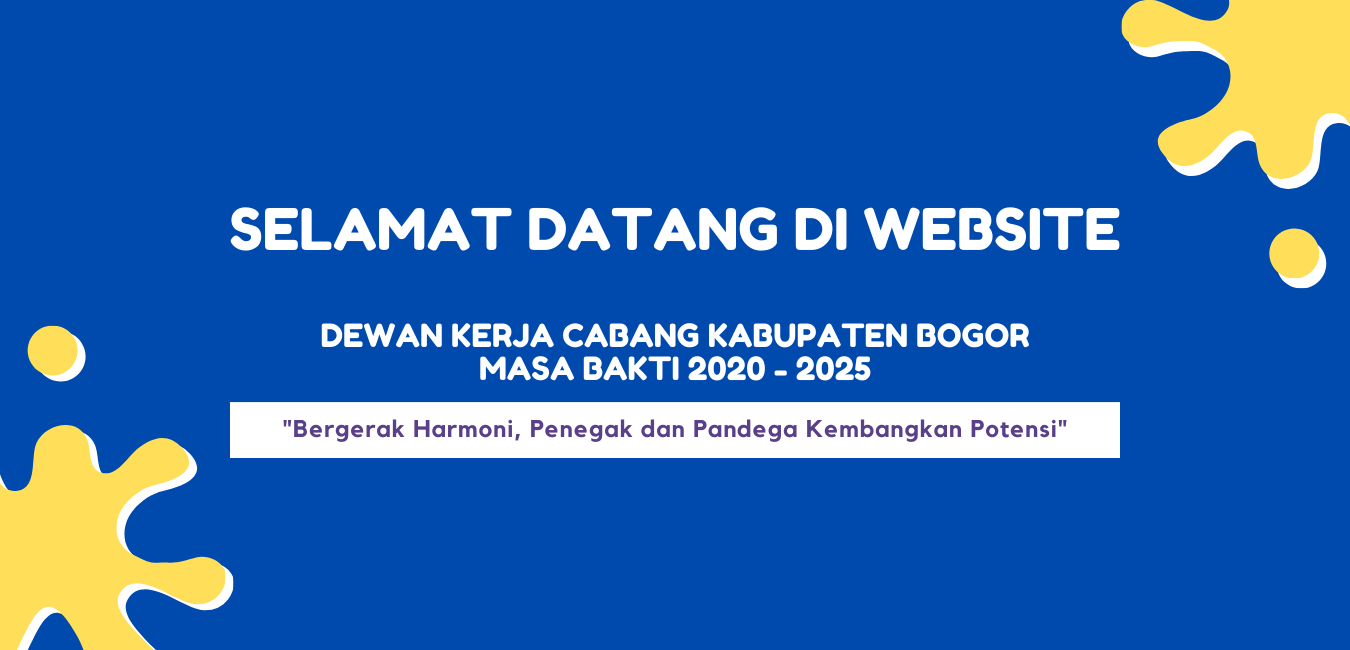 SELAMAT DATANG DI WEBSITE
DEWAN KERJA CABANG KABUPATEN BOGOR
MASA BAKTI 2020 - 2025
"Bergerak Harmoni, Penegak dan Pandega Kembangkan Potensi"